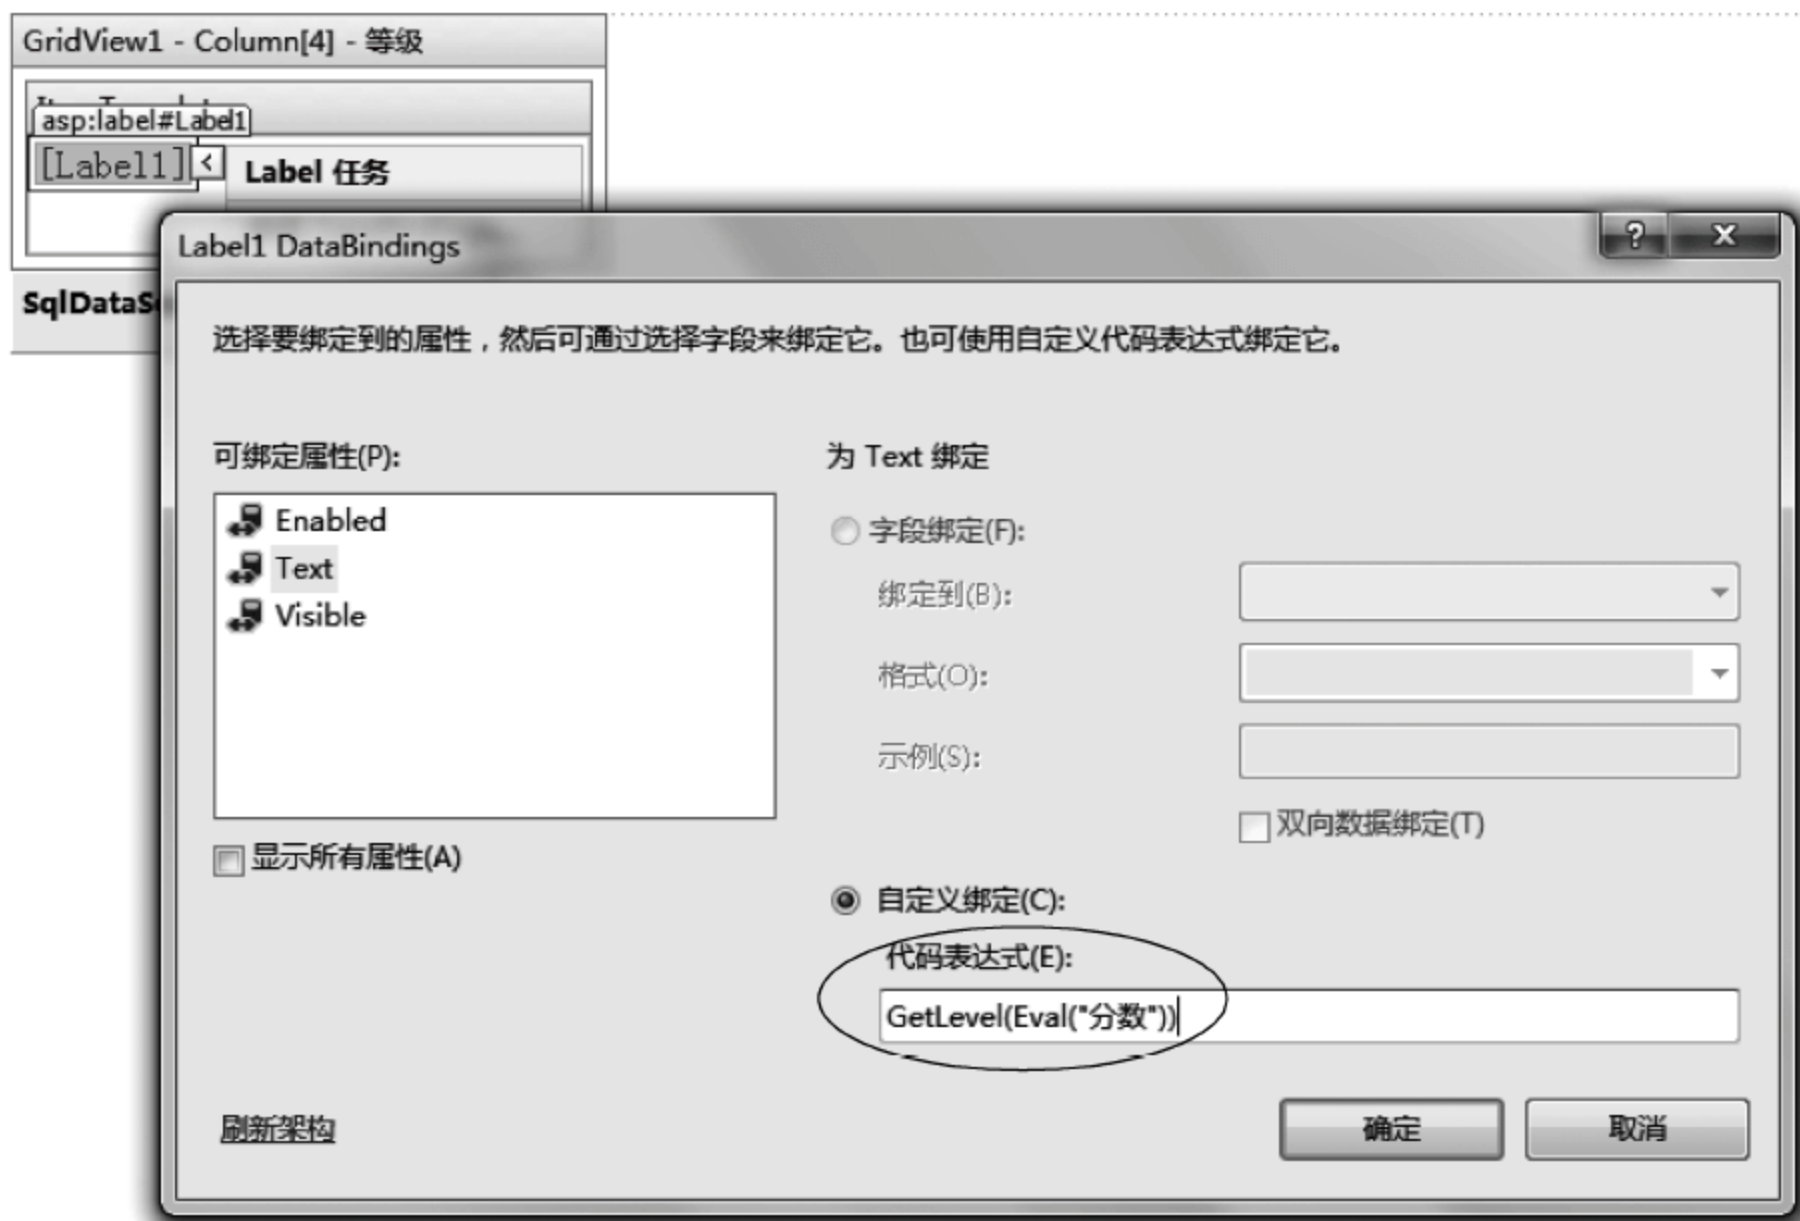 GridView1 - Column[4] - 等级
asp:label#Label1
[Label1]
<
Label 任务
Label1 DataBindings
?
SqlDataS
选择要绑定到的属性，然后可通过选择字段来绑定它。也可使用自定义代码表达式绑定它。
可绑定属性(P):
为 Text 绑定
Enabled
Text
Visible
字段绑定(F):
绑定到(B):
格式(O):
示例(S):
双向数据绑定(T)
显示所有属性(A)
自定义绑定(C):
代码表达式(E):
GetLevel(Eval("分数"))
刷新架构
确定
取消